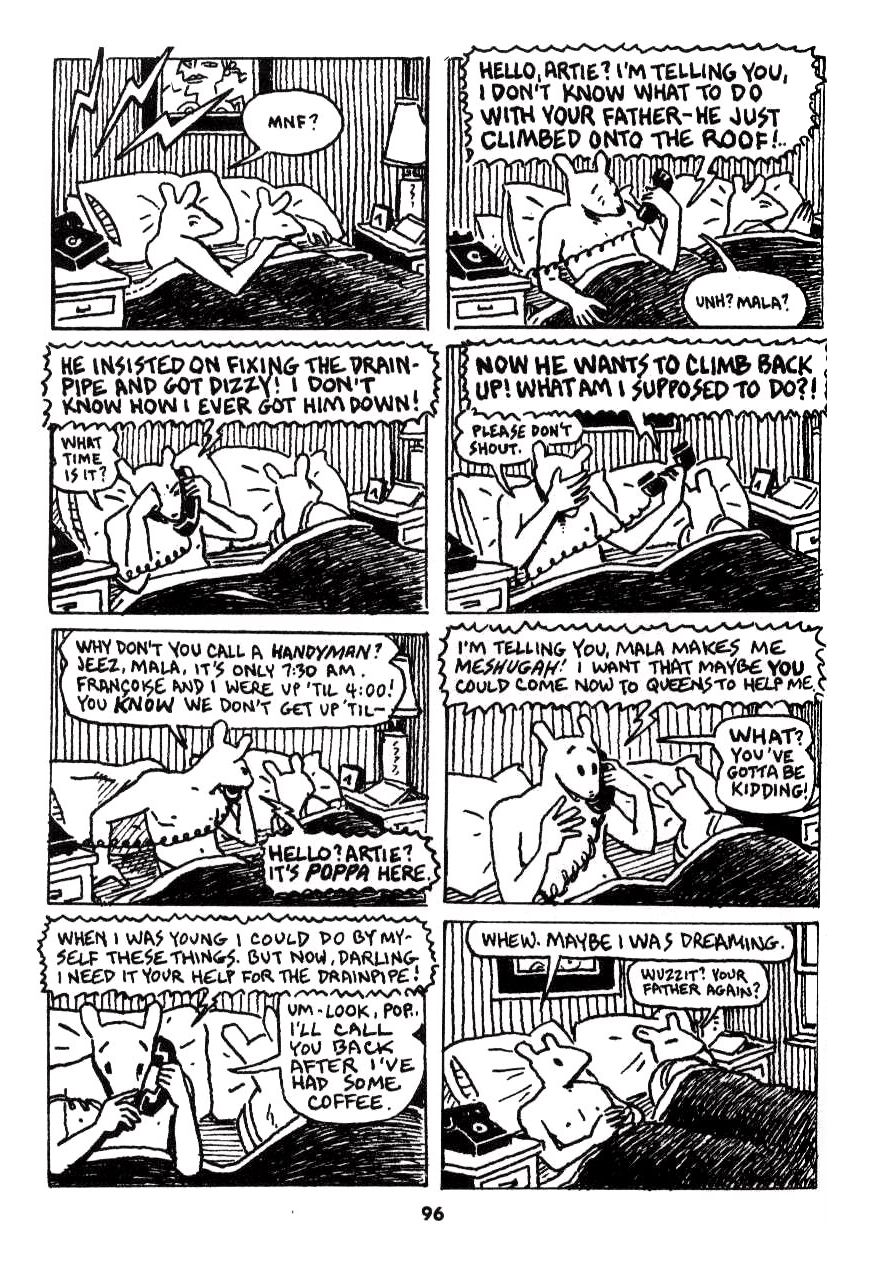 MNF?
HELLO, ARTIE? I'M TELLING YOU,
I DON'T KNOW WHAT TO DO
WITH YOUR FATHER-HE JUST
CLIMBED ONTO THE ROOF!..
UNH? MALA?
HE INSISTED ON FIXING THE DRAIN-
PIPE AND GOT DIZZY! I DON'T
KNOW HOW I EVER GOT HIM DOWN!
WHAT
TIME
IS IT?
NOW HE WANTS TO CLIMB BACK
UP! WHAT AM I SUPPOSED TO DO?!
PLEASE DON'T
SHOUT.
WHY DON'T YOU CALL A HANDYMAN?
JEEZ, MALA, IT'S ONLY 7:30 AM.
FRANÇOISE AND I WERE UP 'TIL 4:00!
YOU KNOW WE DON'T GET UP 'TIL—
HELLO? ARTIE?
IT'S POPPA HERE.
I'M TELLING YOU, MALA MAKES ME
MESHUGAH! I WANT THAT MAYBE YOU
COULD COME NOW TO QUEENS TO HELP ME.
WHAT?
YOU'VE
GOTTA BE
KIDDING!
WHEN I WAS YOUNG I COULD DO BY MY-
SELF THESE THINGS. BUT NOW, DARLING
I NEED IT YOUR HELP FOR THE DRAINPIPE!
UM-LOOK, POP..
I'LL CALL
YOU BACK
AFTER I'VE
HAD SOME
COFFEE.
WHEW. MAYBE I WAS DREAMING.
WUZZIT? YOUR
FATHER AGAIN?
96